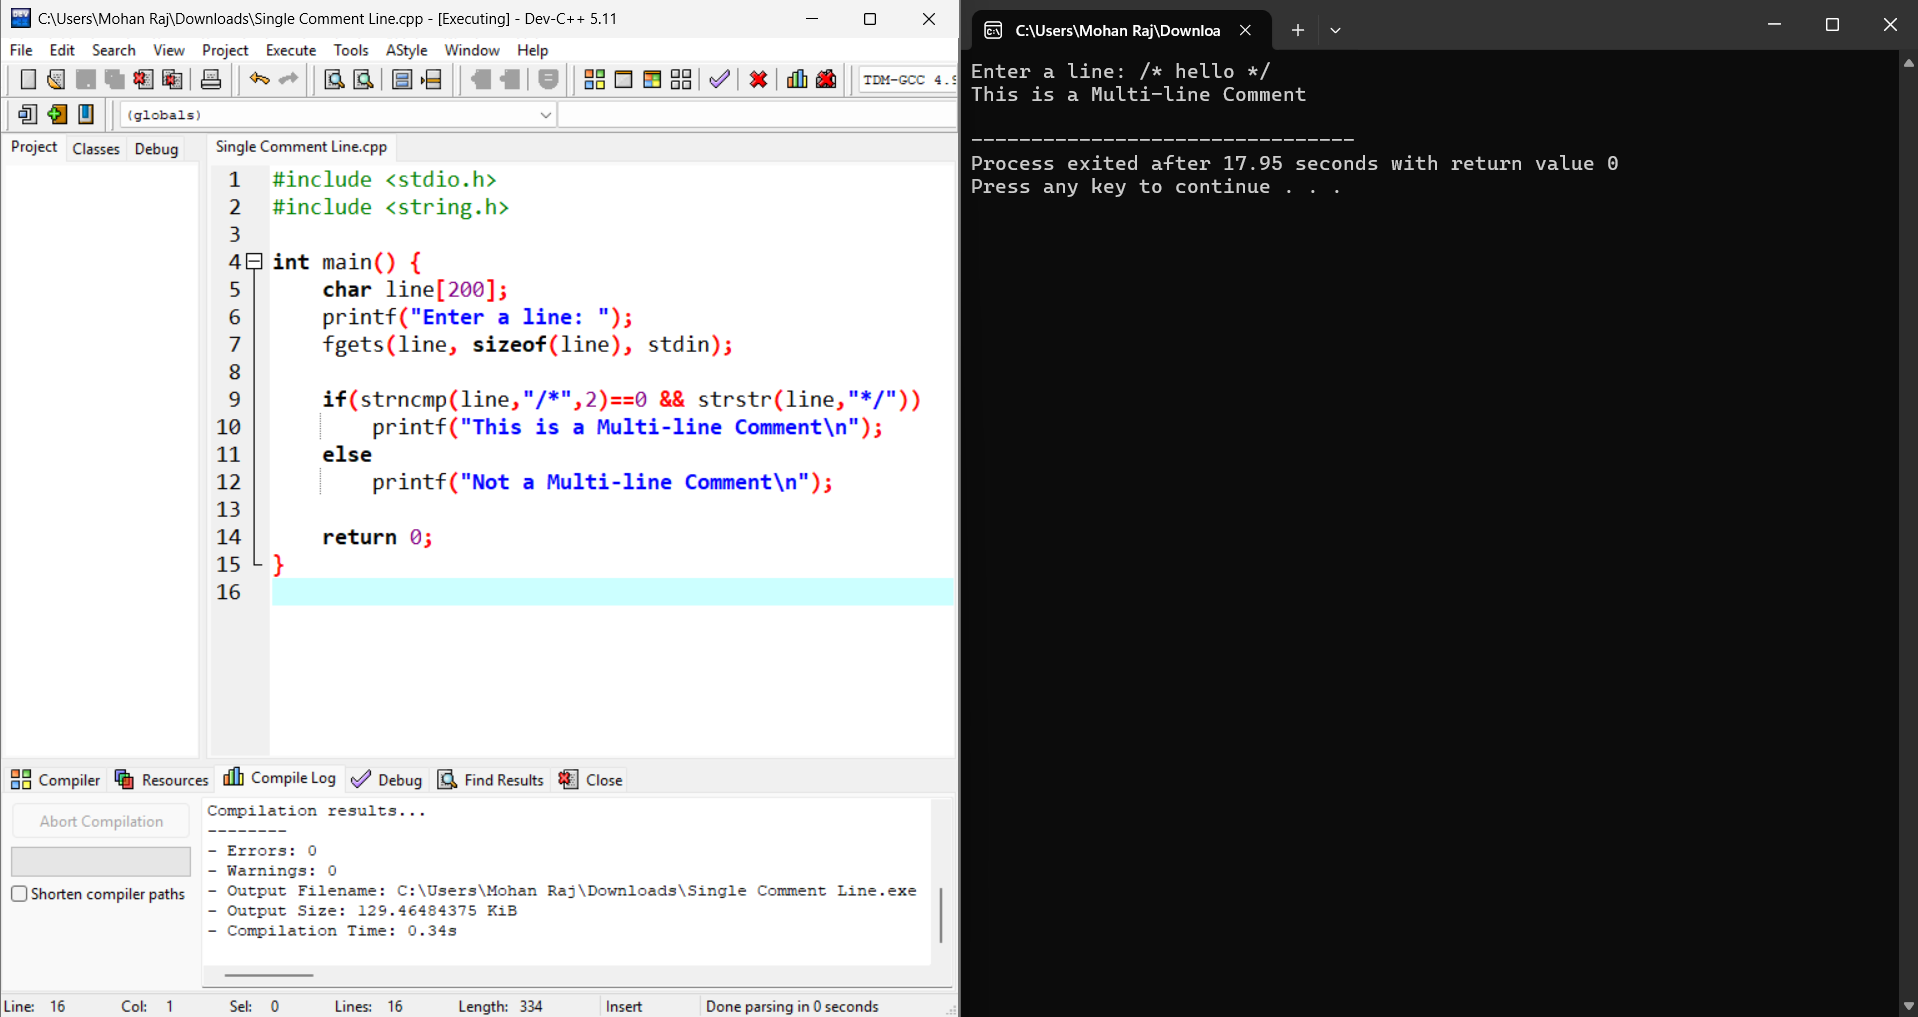 C:\Users\Mohan Raj\Downloads\Single Comment Line.cpp - [Executing] - Dev-C++ 5.11
File Edit Search View Project Execute Tools AStyle Window Help
TDM-GCC 4.9
(globals)
Project Classes Debug
Single Comment Line.cpp
1 #include <stdio.h>
2 #include <string.h>
3
4 int main() {
5 char line[200];
6 printf("Enter a line: ");
7 fgets(line, sizeof(line), stdin);
8
9 if(strncmp(line,"/*",2)==0 && strstr(line,"*/"))
10 printf("This is a Multi-line Comment\n");
11 else
12 printf("Not a Multi-line Comment\n");
13
14 return 0;
15 }
16
Compiler Resources Compile Log Debug Find Results Close
Abort Compilation
Shorten compiler paths
Compilation results...
--------
- Errors: 0
- Warnings: 0
- Output Filename: C:\Users\Mohan Raj\Downloads\Single Comment Line.exe
- Output Size: 129.46484375 KiB
- Compilation Time: 0.34s
Line: 16 Col: 1 Sel: 0 Lines: 16 Length: 334 Insert Done parsing in 0 seconds
C:\Users\Mohan Raj\Downloa
Enter a line: /* hello */
This is a Multi-line Comment
--------------------------------
Process exited after 17.95 seconds with return value 0
Press any key to continue . . .